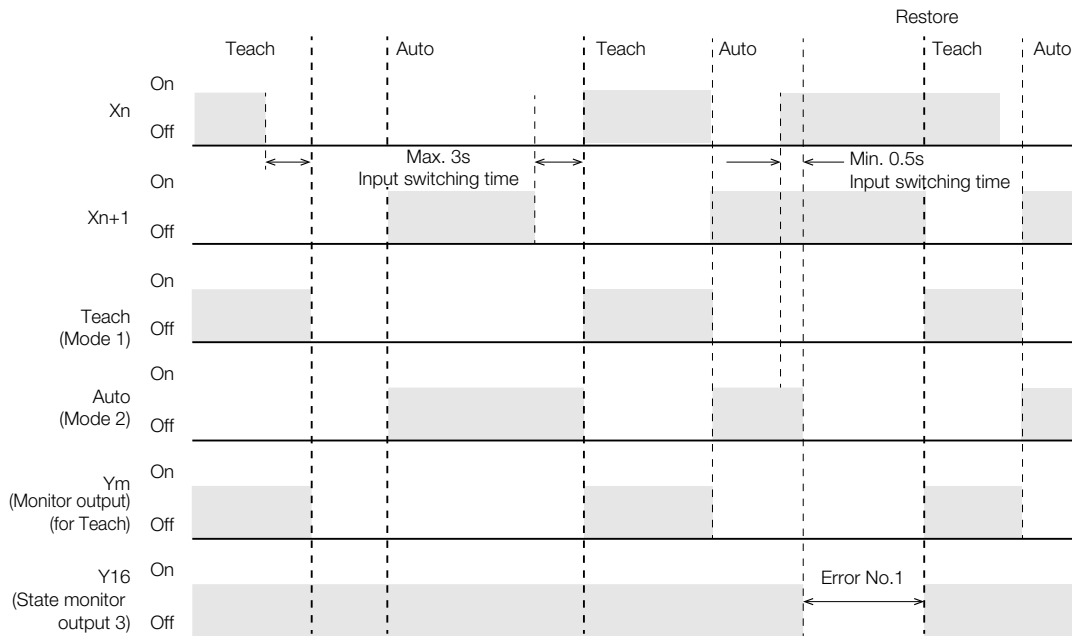 Restore
Teach
Auto
Teach
Auto
Teach
Auto
On
Xn
Off
Max. 3s
Input switching time
Min. 0.5s
Input switching time
On
Xn+1
Off
On
Teach
(Mode 1)
Off
On
Auto
(Mode 2)
Off
On
Ym
(Monitor output)
(for Teach)
Off
Y16
(State monitor
output 3)
On
Off
Error No.1